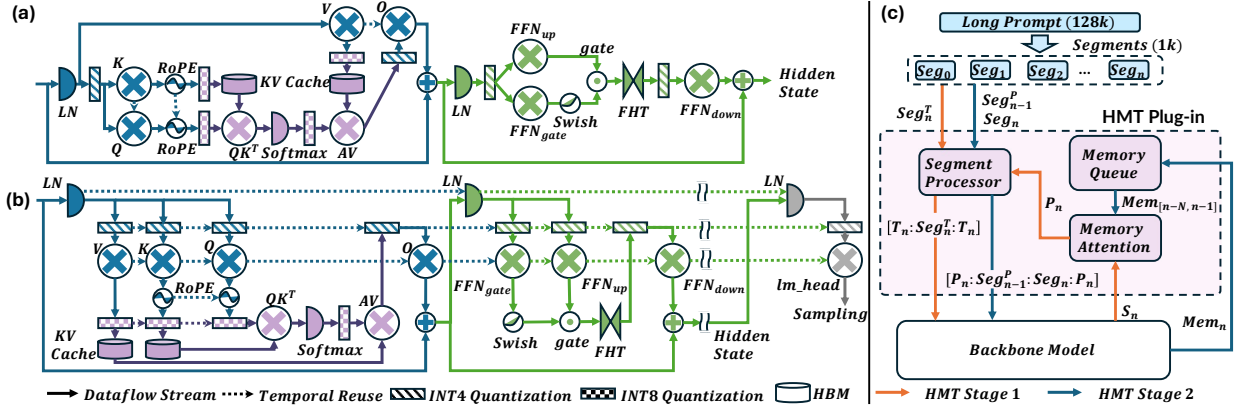 (a)
V
O
K
RoPE
KV Cache
LN
Q
RoPE
QK^T
Softmax
AV
FFN_up
gate
LN
FFN_gate
Swish
FHT
FFN_down
Hidden
State
(b)
LN
LN
LN
V
K
Q
O
RoPE
QK^T
AV
KV
Cache
Softmax
FFN_gate
FFN_up
FFN_down
lm_head
Swish
gate
FHT
Hidden
State
Sampling
Dataflow Stream
Temporal Reuse
INT4 Quantization
INT8 Quantization
HBM
(c)
Long Prompt (128k)
Segments (1k)
Seg_0
Seg_1
Seg_2
...
Seg_n
Seg_n^T
Seg_{n-1}^P
Seg_n
HMT Plug-in
Segment
Processor
Memory
Queue
P_n
Mem_{[n-N, n-1]}
Memory
Attention
[T_n: Seg_n^T: T_n]
[P_n: Seg_{n-1}^P: Seg_n: P_n]
S_n
Mem_n
Backbone Model
HMT Stage 1
HMT Stage 2